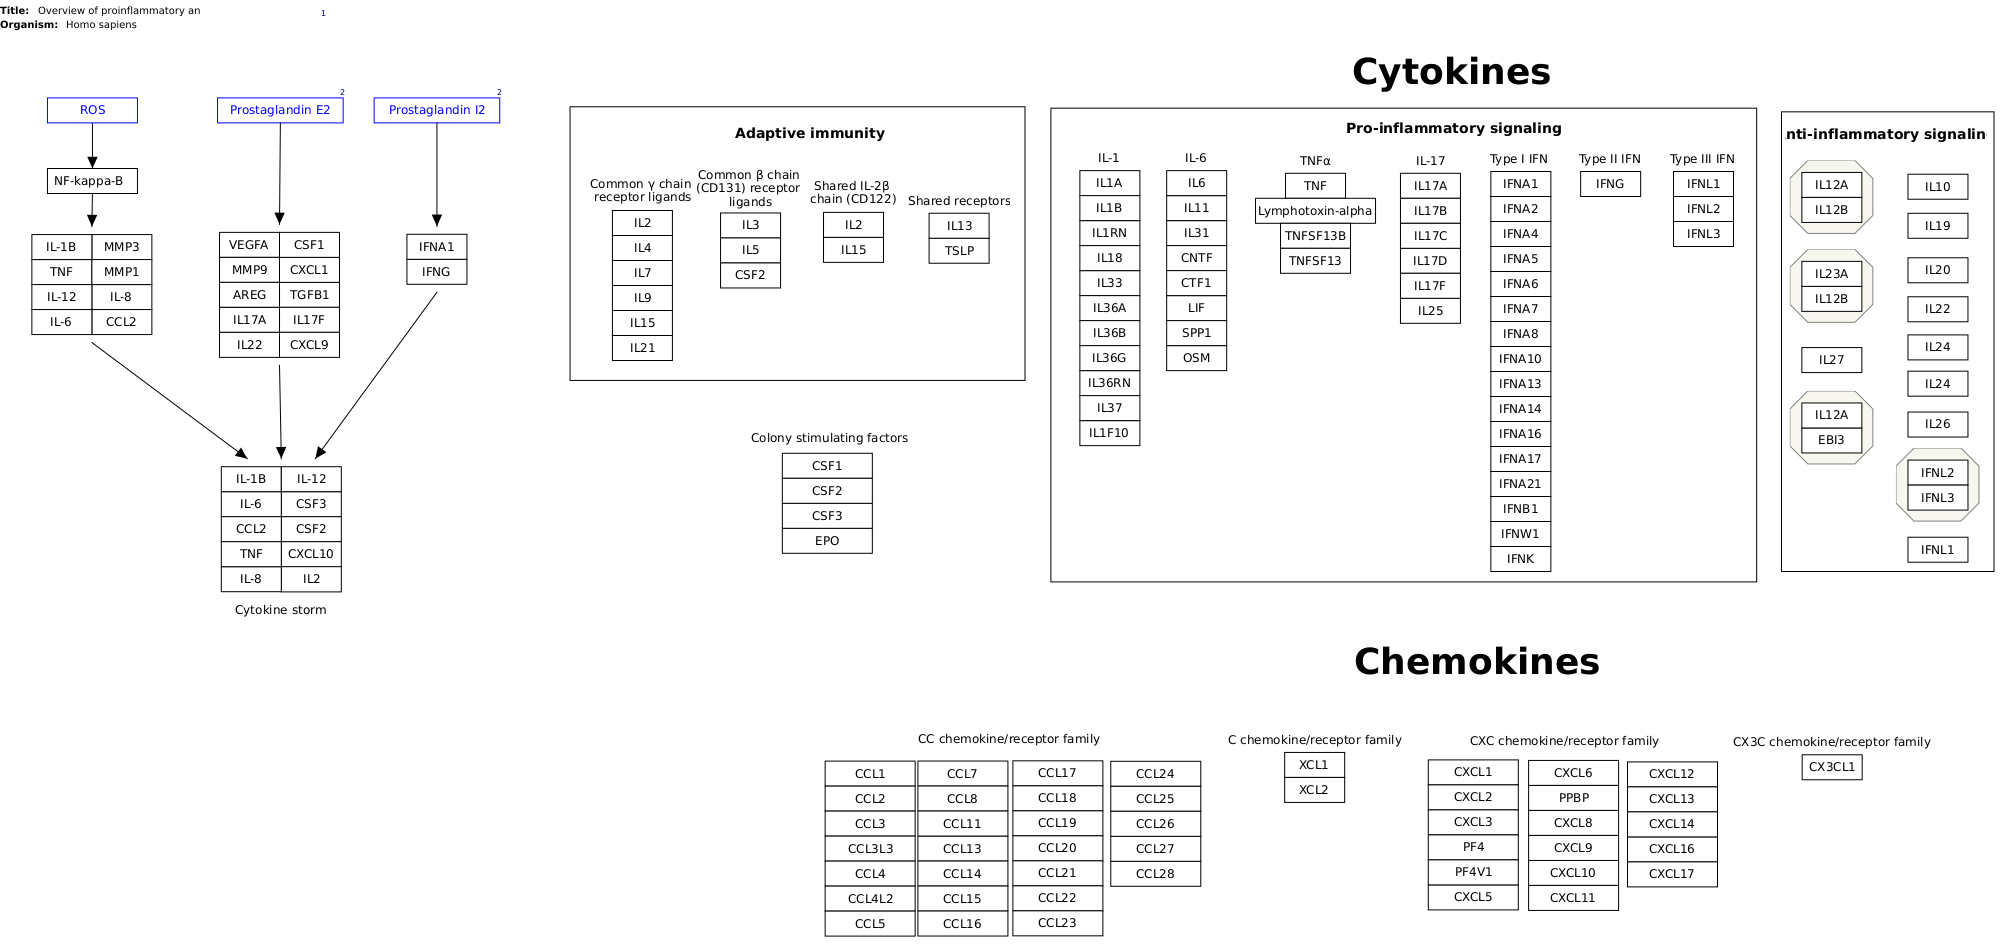 Title: Overview of proinflammatory an
1
Organism: Homo sapiens
ROS
Prostaglandin E2
2
Prostaglandin I2
2
NF-kappa-B
IL-1B MMP3
TNF MMP1
IL-12 IL-8
IL-6 CCL2
VEGFA CSF1
MMP9 CXCL1
AREG TGFB1
IL17A IL17F
IL22 CXCL9
IFNA1
IFNG
IL-1B IL-12
IL-6 CSF3
CCL2 CSF2
TNF CXCL10
IL-8 IL2
Cytokine storm
Adaptive immunity
Common γ chain
receptor ligands
IL2
IL4
IL7
IL9
IL15
IL21
Common β chain
(CD131) receptor
ligands
IL3
IL5
CSF2
Shared IL-2β
chain (CD122)
IL2
IL15
Shared receptors
IL13
TSLP
Colony stimulating factors
CSF1
CSF2
CSF3
EPO
Cytokines
Pro-inflammatory signaling
IL-1
IL1A
IL1B
IL1RN
IL18
IL33
IL36A
IL36B
IL36G
IL36RN
IL37
IL1F10
IL-6
IL6
IL11
IL31
CNTF
CTF1
LIF
SPP1
OSM
TNFα
TNF
Lymphotoxin-alpha
TNFSF13B
TNFSF13
IL-17
IL17A
IL17B
IL17C
IL17D
IL17F
IL25
Type I IFN
IFNA1
IFNA2
IFNA4
IFNA5
IFNA6
IFNA7
IFNA8
IFNA10
IFNA13
IFNA14
IFNA16
IFNA17
IFNA21
IFNB1
IFNW1
IFNK
Type II IFN
IFNG
Type III IFN
IFNL1
IFNL2
IFNL3
nti-inflammatory signalin
IL12A
IL12B
IL23A
IL12B
IL27
IL12A
EBI3
IL10
IL19
IL20
IL22
IL24
IL24
IL26
IFNL2
IFNL3
IFNL1
Chemokines
CC chemokine/receptor family
CCL1
CCL2
CCL3
CCL3L3
CCL4
CCL4L2
CCL5
CCL7
CCL8
CCL11
CCL13
CCL14
CCL15
CCL16
CCL17
CCL18
CCL19
CCL20
CCL21
CCL22
CCL23
CCL24
CCL25
CCL26
CCL27
CCL28
C chemokine/receptor family
XCL1
XCL2
CXC chemokine/receptor family
CXCL1
CXCL2
CXCL3
PF4
PF4V1
CXCL5
CXCL6
PPBP
CXCL8
CXCL9
CXCL10
CXCL11
CXCL12
CXCL13
CXCL14
CXCL16
CXCL17
CX3C chemokine/receptor family
CX3CL1